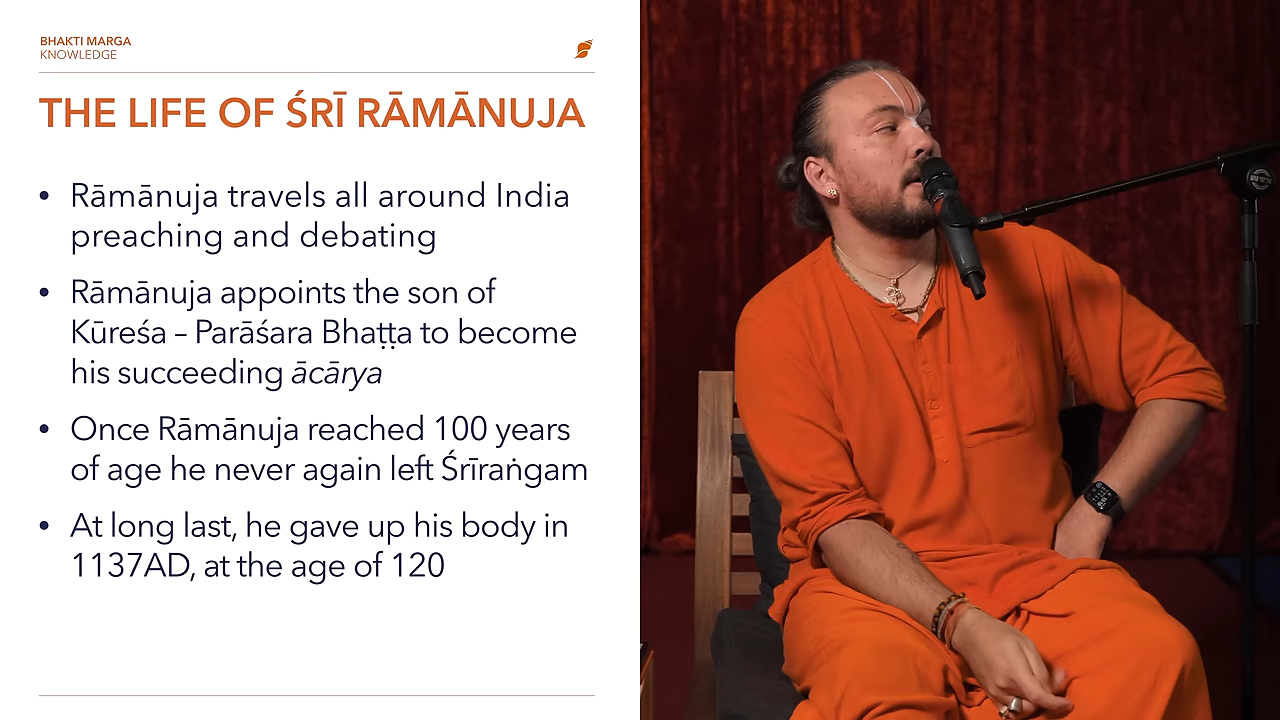 BHAKTI MARGA
KNOWLEDGE
THE LIFE OF ŚRĪ RĀMĀNUJA
• Rāmānuja travels all around India
preaching and debating
• Rāmānuja appoints the son of
Kūreśa – Parāśara Bhaṭṭa to become
his succeeding ācārya
• Once Rāmānuja reached 100 years
of age he never again left Śrīraṅgam
• At long last, he gave up his body in
1137AD, at the age of 120
KAM